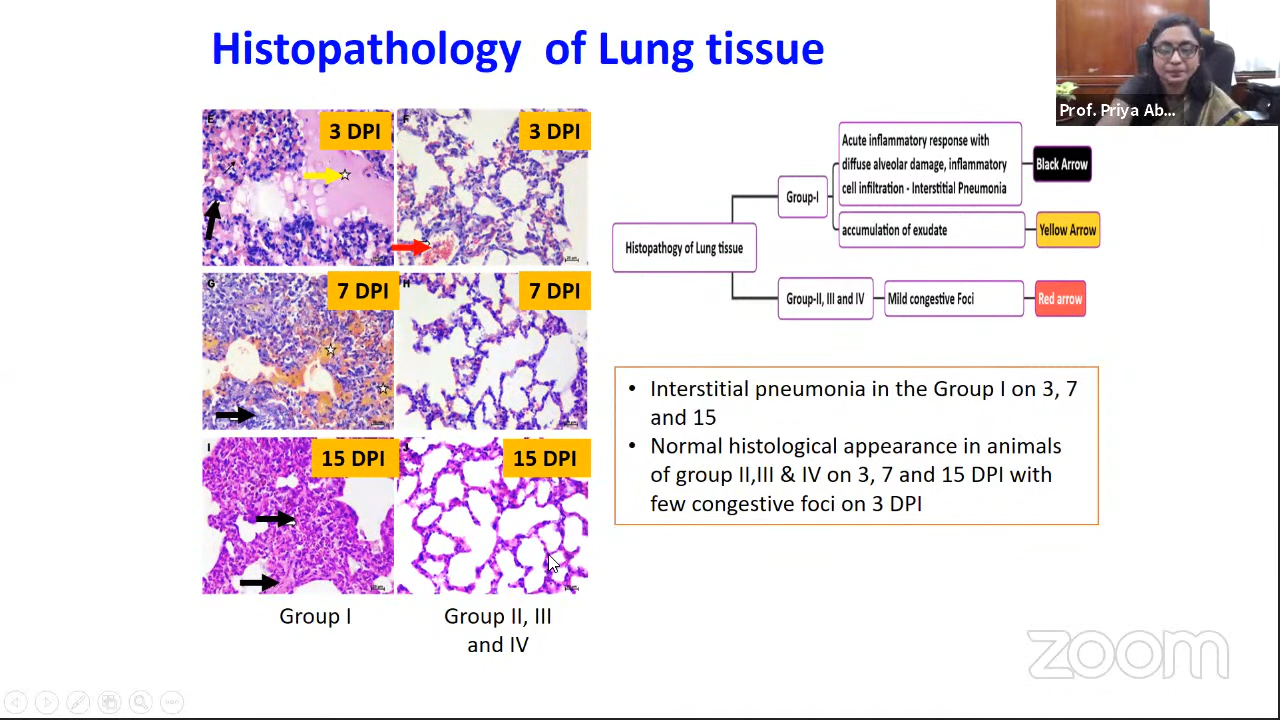 Histopathology of Lung tissue
Prof. Priya Ab...
E
3 DPI
F
3 DPI
G
7 DPI
H
7 DPI
I
15 DPI
J
15 DPI
Group I
Group II, III
and IV
Histopathogy of Lung tissue
Group-I
Acute inflammatory response with
diffuse alveolar damage, inflammatory
cell infiltration - Interstitial Pneumonia
Black Arrow
accumulation of exudate
Yellow Arrow
Group-II, III and IV
Mild congestive Foci
Red arrow
• Interstitial pneumonia in the Group I on 3, 7
and 15
• Normal histological appearance in animals
of group II,III & IV on 3, 7 and 15 DPI with
few congestive foci on 3 DPI
zoom